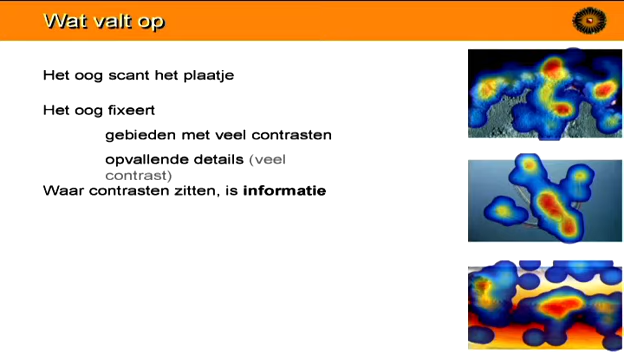 Wat valt op
Het oog scant het plaatje
Het oog fixeert
gebieden met veel contrasten
opvallende details (veel
contrast)
Waar contrasten zitten, is informatie